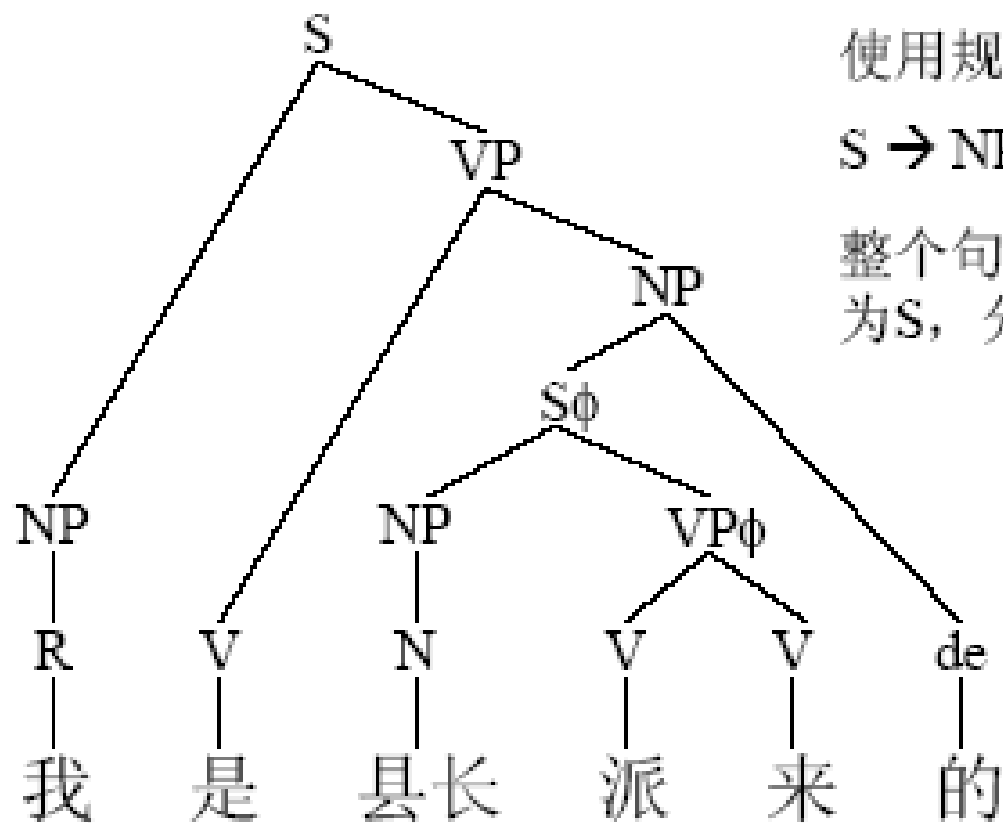 S
使用规
S → NP
VP
整个句
NP
为S，分
Sφ
NP NP VPφ
R V N V V de
我 是 县长 派 来 的